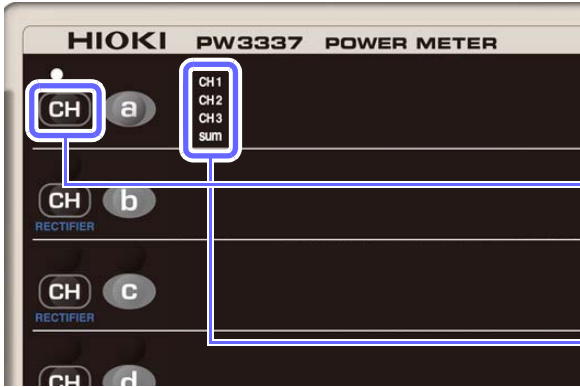 HIOKI PW3337 POWER METER
CH a
CH1
CH2
CH3
sum
CH b
RECTIFIER
CH c
RECTIFIER
CH d